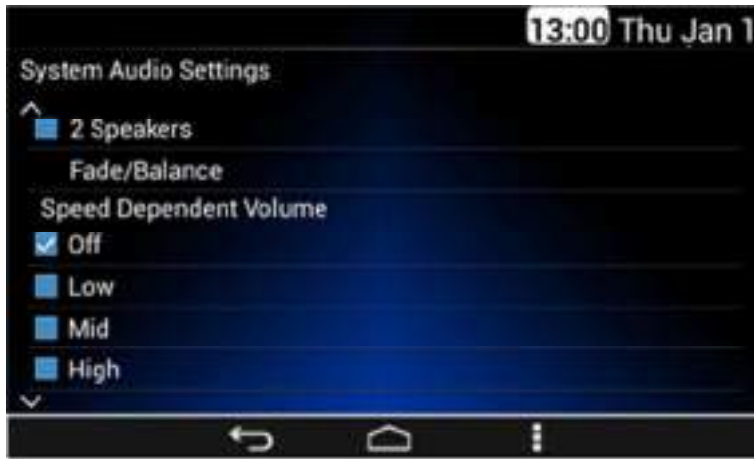 13:00 Thu Jan 1
System Audio Settings
2 Speakers
Fade/Balance
Speed Dependent Volume
Off
Low
Mid
High